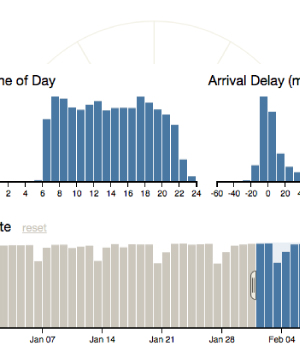 ne of Day
Arrival Delay (m
2 4 6 8 10 12 14 16 18 20 22 24
-60 -40 -20 0 20
te reset
Jan 07 Jan 14 Jan 21 Jan 28 Feb 04